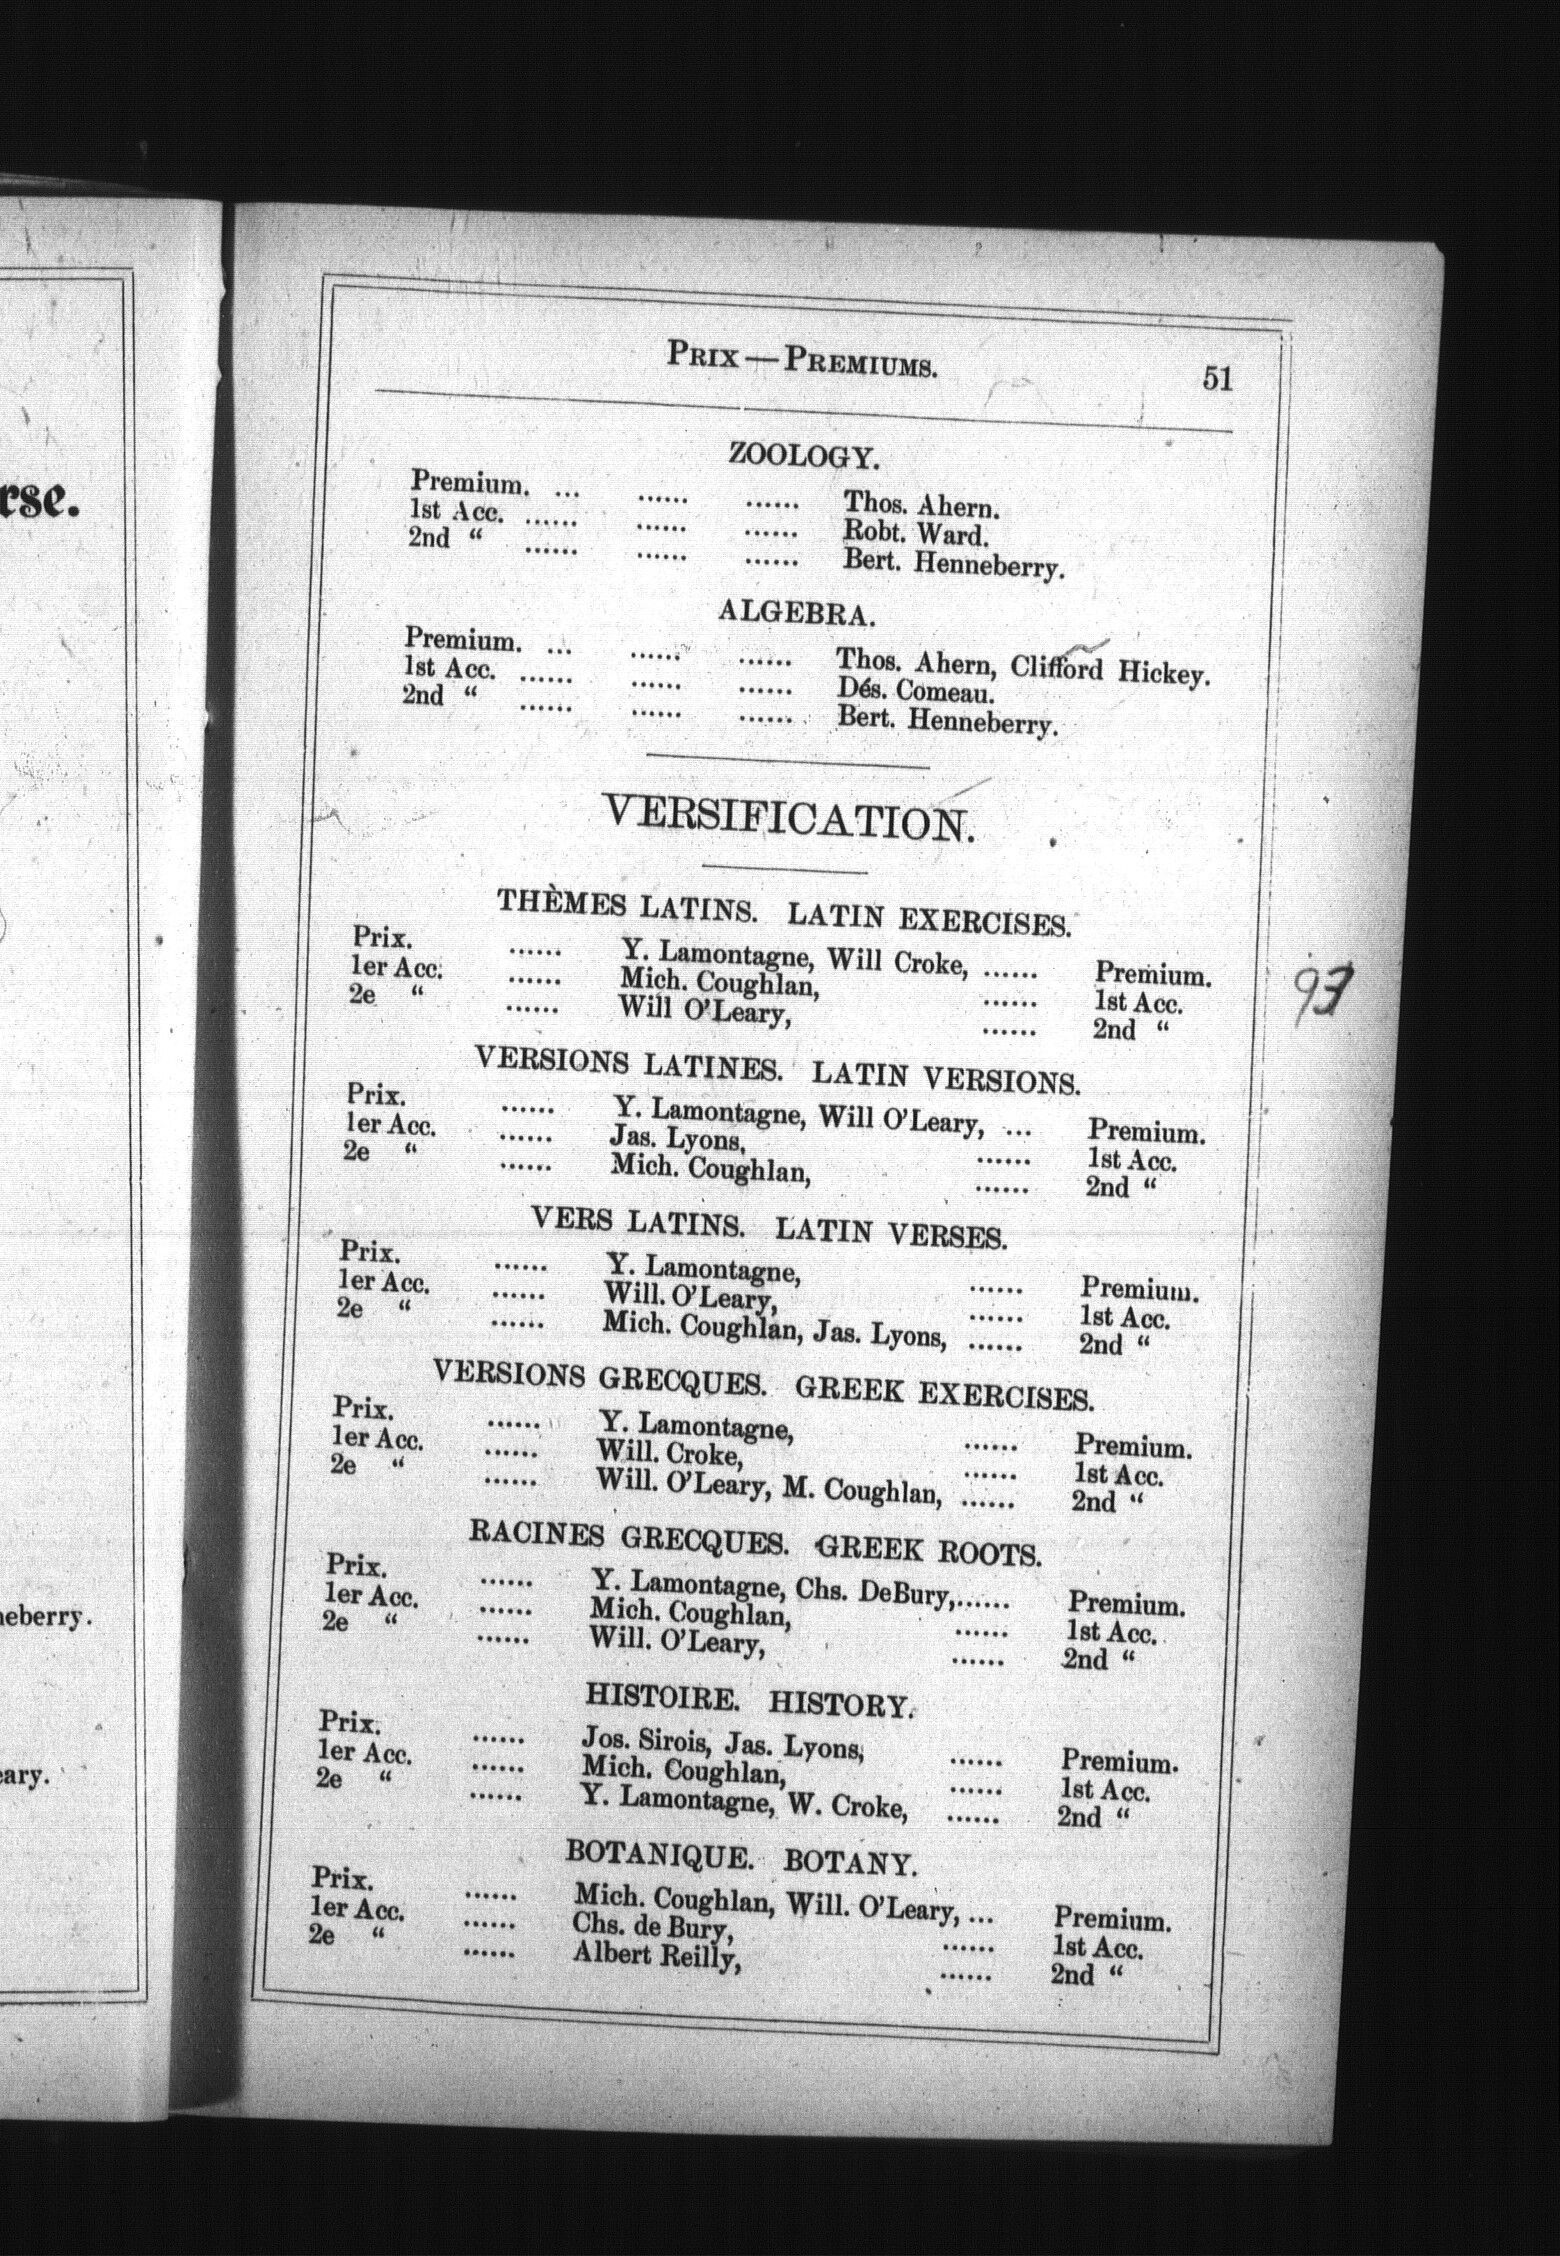 rse.
neberry.
eary.
PRIX — PREMIUMS. 51
ZOOLOGY.
Premium. ... ...... ...... Thos. Ahern.
1st Acc. ...... ...... ...... Robt. Ward.
2nd “ ...... ...... ...... Bert. Henneberry.
ALGEBRA.
Premium. ... ...... ...... Thos. Ahern, Clifford Hickey.
1st Acc. ...... ...... ...... Dés. Comeau.
2nd “ ...... ...... ...... Bert. Henneberry.
VERSIFICATION.
THÈMES LATINS. LATIN EXERCISES.
Prix. ...... Y. Lamontagne, Will Croke, ...... Premium.
1er Acc. ...... Mich. Coughlan, ...... 1st Acc.
2e “ ...... Will O’Leary, ...... 2nd “
93
VERSIONS LATINES. LATIN VERSIONS.
Prix. ...... Y. Lamontagne, Will O’Leary, ... Premium.
1er Acc. ...... Jas. Lyons, ...... 1st Acc.
2e “ ...... Mich. Coughlan, ...... 2nd “
VERS LATINS. LATIN VERSES.
Prix. ...... Y. Lamontagne, ...... Premium.
1er Acc. ...... Will. O’Leary, ...... 1st Acc.
2e “ ...... Mich. Coughlan, Jas. Lyons, ...... 2nd “
VERSIONS GRECQUES. GREEK EXERCISES.
Prix. ...... Y. Lamontagne, ...... Premium.
1er Acc. ...... Will. Croke, ...... 1st Acc.
2e “ ...... Will. O’Leary, M. Coughlan, ...... 2nd “
RACINES GRECQUES. GREEK ROOTS.
Prix. ...... Y. Lamontagne, Chs. DeBury,...... Premium.
1er Acc. ...... Mich. Coughlan, ...... 1st Acc.
2e “ ...... Will. O’Leary, ...... 2nd “
HISTOIRE. HISTORY.
Prix. ...... Jos. Sirois, Jas. Lyons, ...... Premium.
1er Acc. ...... Mich. Coughlan, ...... 1st Acc.
2e “ ...... Y. Lamontagne, W. Croke, ...... 2nd “
BOTANIQUE. BOTANY.
Prix. ...... Mich. Coughlan, Will. O’Leary, ... Premium.
1er Acc. ...... Chs. de Bury, ...... 1st Acc.
2e “ ...... Albert Reilly, ...... 2nd “